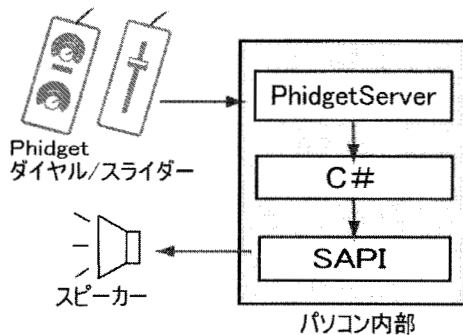 Phidget
ダイヤル/スライダー
PhidgetServer
C#
SAPI
スピーカー
パソコン内部